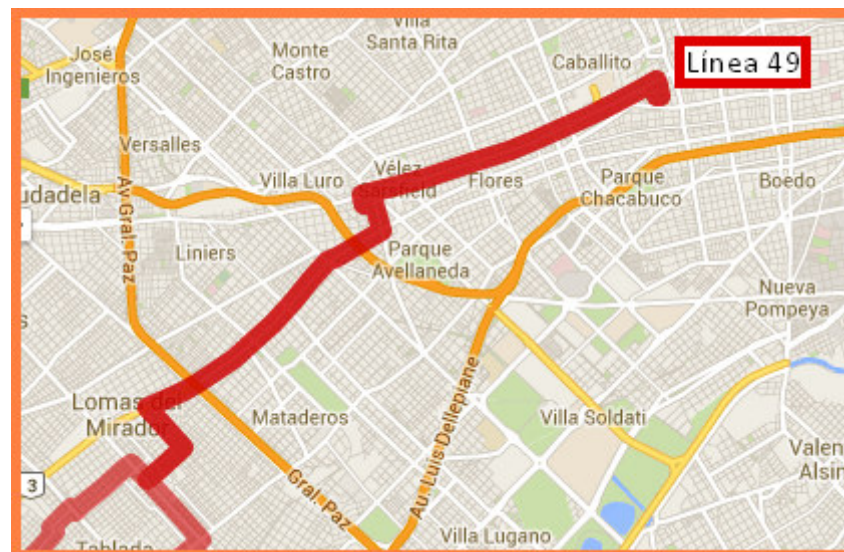 Villa
Santa Rita
José
Ingenieros
Monte
Castro
Caballito
Línea 49
Versalles
Vélez
Sarsfield
Villa Luro
Flores
Parque
Chacabuco
Boedo
udadela
Av Gral. Paz
Liniers
Parque
Avellaneda
Nueva
Pompeya
Lomas del
Mirador
Mataderos
Av. Luis Dellepiane
Villa Soldati
Valen
Alsin
3
Gral. Paz
Villa Lugano
Tablada